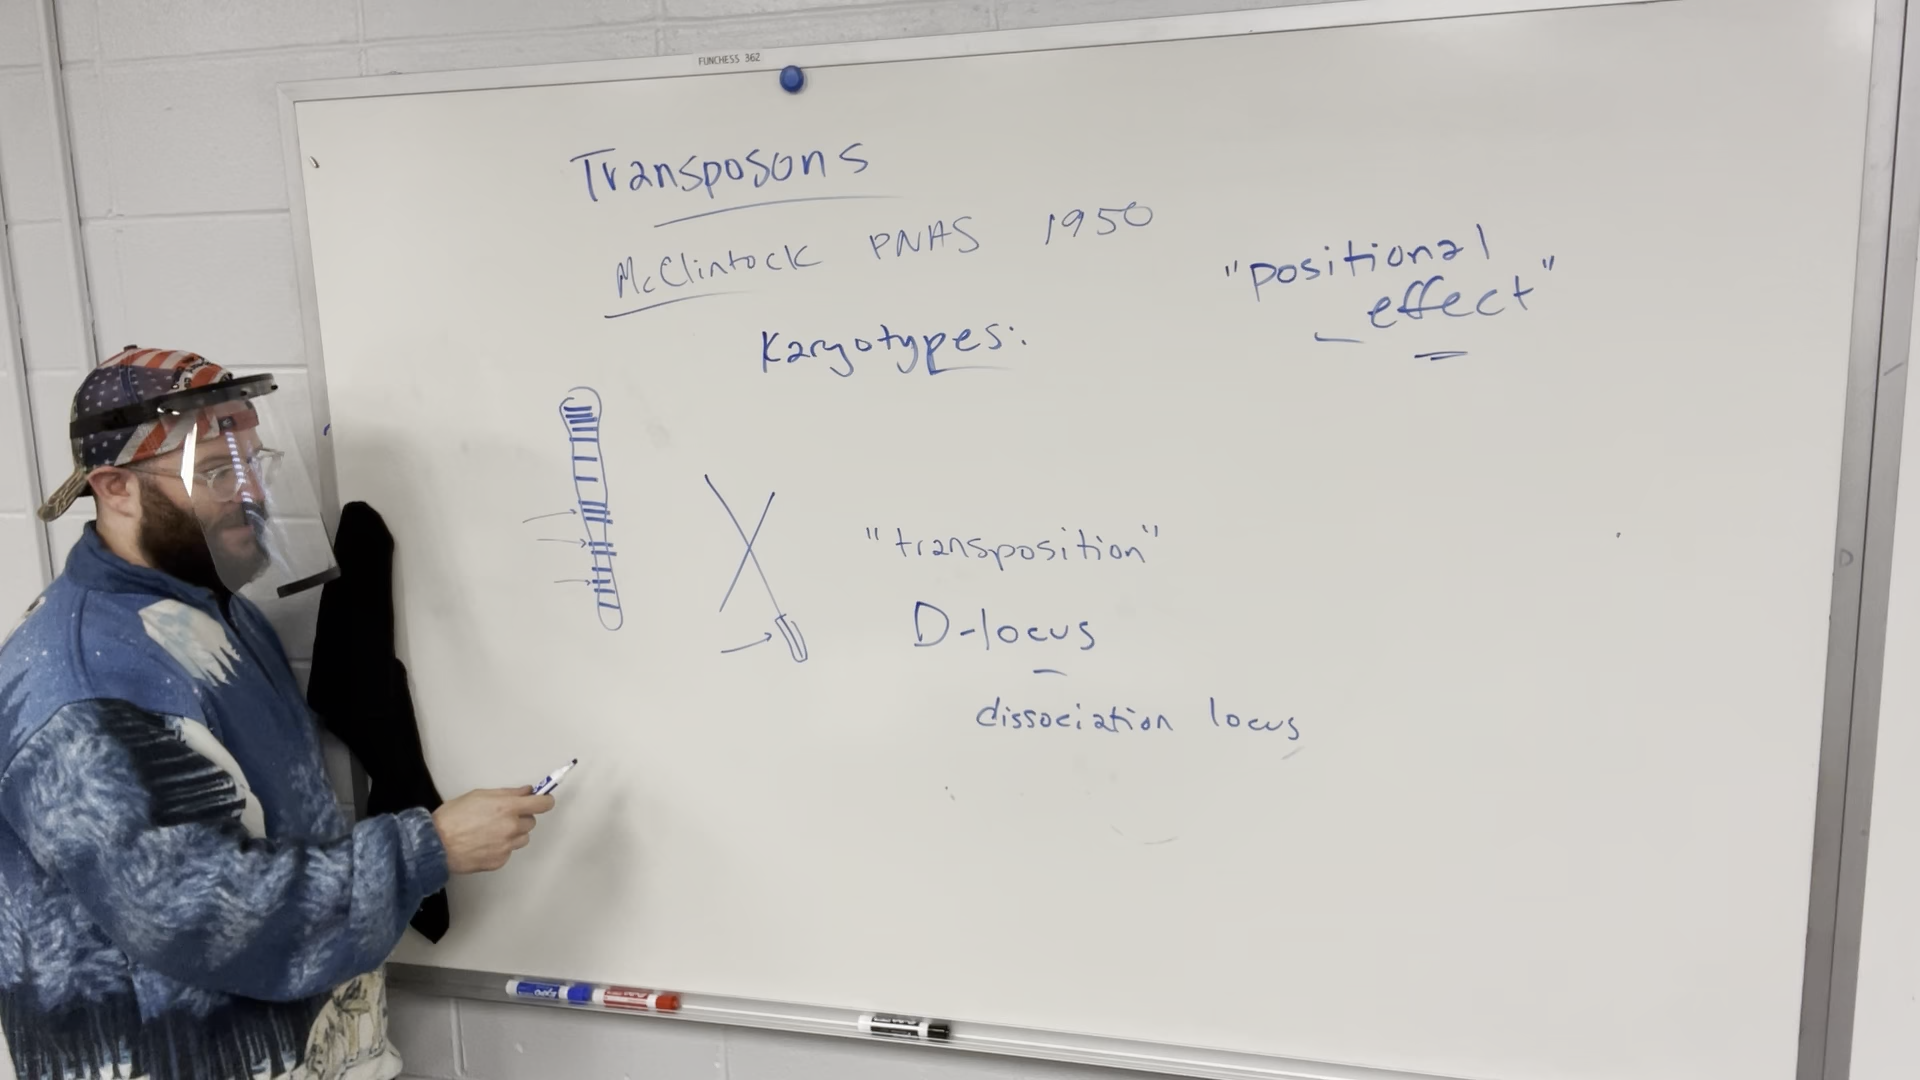 FUNCHESS 362
Transposons
McClintock PNAS 1950
"positional
effect"
Karyotypes:
"transposition"
D-locus
dissociation locus